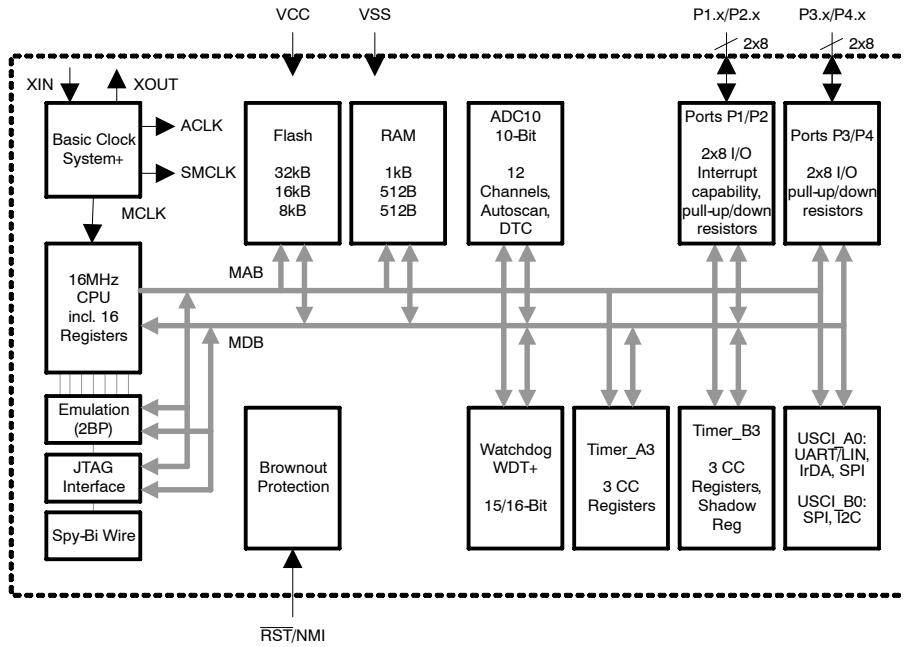 VCC
VSS
P1.x/P2.x
P3.x/P4.x
2x8
2x8
XIN
XOUT
Basic Clock
System+
ACLK
SMCLK
MCLK
Flash
32kB
16kB
8kB
RAM
1kB
512B
512B
ADC10
10-Bit
12
Channels,
Autoscan,
DTC
Ports P1/P2
2x8 I/O
Interrupt
capability,
pull-up/down
resistors
Ports P3/P4
2x8 I/O
pull-up/down
resistors
16MHz
CPU
incl. 16
Registers
MAB
MDB
Emulation
(2BP)
JTAG
Interface
Spy-Bi Wire
Brownout
Protection
Watchdog
WDT+
15/16-Bit
Timer_A3
3 CC
Registers
Timer_B3
3 CC
Registers,
Shadow
Reg
USCI_A0:
UART/LIN,
IrDA, SPI
USCI_B0:
SPI, I2C
RST/NMI